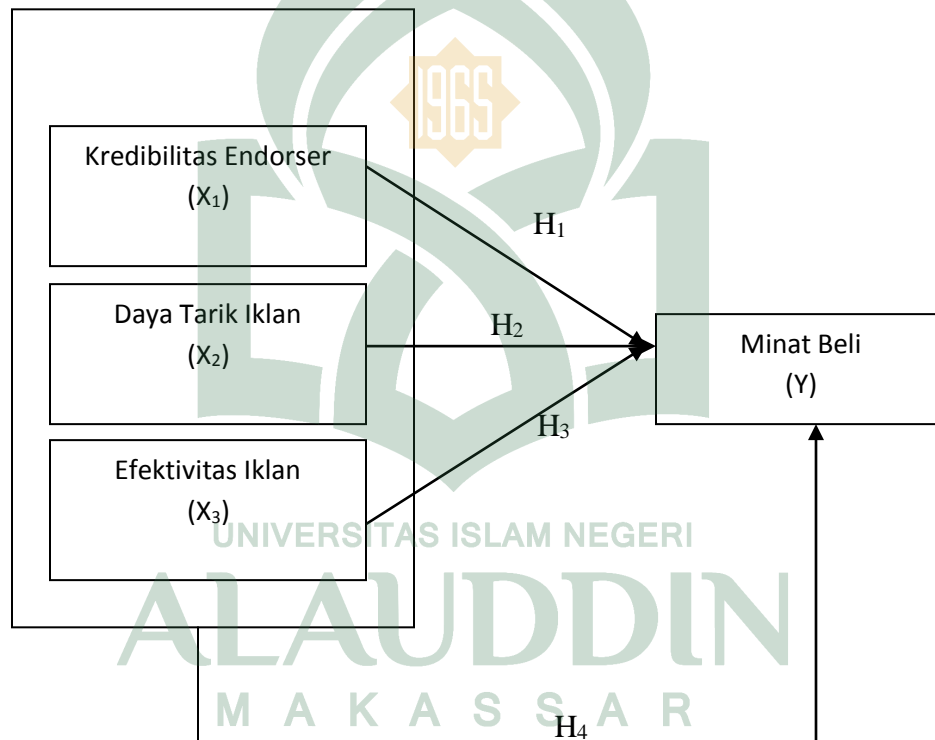 1965
Kredibilitas Endorser
(X₁)
H₁
Daya Tarik Iklan
(X₂)
H₂
Minat Beli
(Y)
H₃
Efektivitas Iklan
(X₃)
UNIVERSITAS ISLAM NEGERI
ALAUDDIN
MAKASSAR
H₄